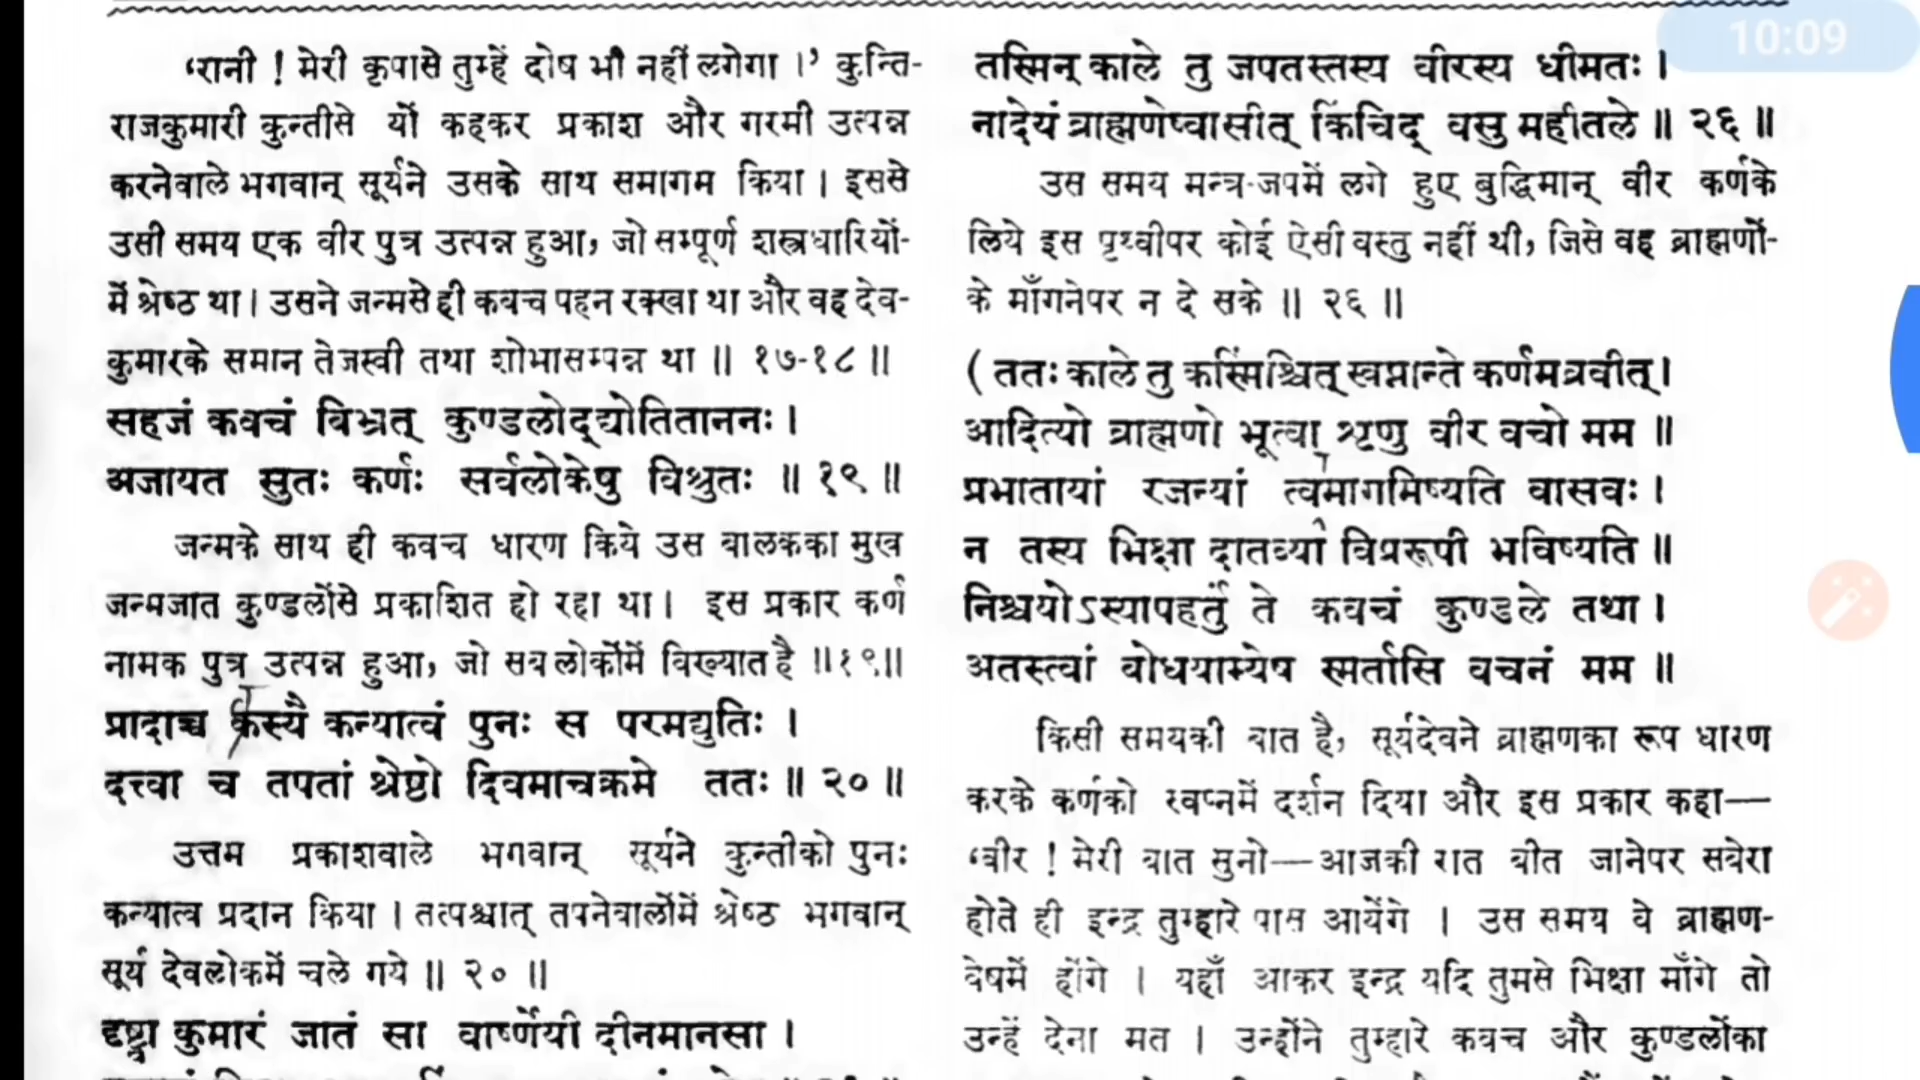 ‘रानी ! मेरी कृपासे तुम्हें दोष भी नहीं लगेगा ।’ कुन्ति-
राजकुमारी कुन्तीसे यों कहकर प्रकाश और गरमी उत्पन्न
करनेवाले भगवान् सूर्यने उसके साथ समागम किया । इससे
उसी समय एक वीर पुत्र उत्पन्न हुआ, जो सम्पूर्ण शस्त्रधारियों-
में श्रेष्ठ था । उसने जन्मसे ही कवच पहन रक्खा था और वह देव-
कुमारके समान तेजस्वी तथा शोभासम्पन्न था ॥ १७-१८ ॥
सहजं कवचं बिभ्रत् कुण्डलोद्द्योतिताननः ।
अजायत सुतः कर्णः सर्वलोकेषु विश्रुतः ॥ १९ ॥
जन्मके साथ ही कवच धारण किये उस बालकका मुख
जन्मजात कुण्डलोंसे प्रकाशित हो रहा था । इस प्रकार कर्ण
नामक पुत्र उत्पन्न हुआ, जो सब लोकोंमें विख्यात है ॥१९॥
प्रादाच्च तस्यै कन्यात्वं पुनः स परमद्युतिः ।
दत्त्वा च तपतां श्रेष्ठो दिवमाचक्रमे ततः ॥ २० ॥
उत्तम प्रकाशवाले भगवान् सूर्यने कुन्तीको पुनः
कन्यात्व प्रदान किया । तत्पश्चात् तपनेवालोंमें श्रेष्ठ भगवान्
सूर्य देवलोकमें चले गये ॥ २० ॥
दृष्ट्वा कुमारं जातं सा वार्ष्णेयी दीनमानसा ।
तस्मिन् काले तु जपतस्तस्य वीरस्य धीमतः ।
नादेयं ब्राह्मणेष्वासीत् किंचिद् वसु महीतले ॥ २६ ॥
उस समय मन्त्र-जपमें लगे हुए बुद्धिमान् वीर कर्णके
लिये इस पृथ्वीपर कोई ऐसी वस्तु नहीं थी, जिसे वह ब्राह्मणों-
के माँगनेपर न दे सके ॥ २६ ॥
( ततः काले तु कस्मिंश्चित् स्वप्नान्ते कर्णमब्रवीत् ।
आदित्यो ब्राह्मणो भूत्वा शृणु वीर वचो मम ॥
प्रभातायां रजन्यां त्वामागमिष्यति वासवः ।
न तस्य भिक्षा दातव्या विप्ररूपी भविष्यति ॥
निश्चयोऽस्यापहर्तुं ते कवचं कुण्डले तथा ।
अतस्त्वां बोधयाम्येष स्मर्तासि वचनं मम ॥
किसी समयकी बात है, सूर्यदेवने ब्राह्मणका रूप धारण
करके कर्णको स्वप्नमें दर्शन दिया और इस प्रकार कहा—
‘वीर ! मेरी बात सुनो—आजकी रात बीत जानेपर सबेरा
होते ही इन्द्र तुम्हारे पास आयेंगे । उस समय वे ब्राह्मण-
वेषमें होंगे । यहाँ आकर इन्द्र यदि तुमसे भिक्षा माँगे तो
उन्हें देना मत । उन्होंने तुम्हारे कवच और कुण्डलोंका
10:09